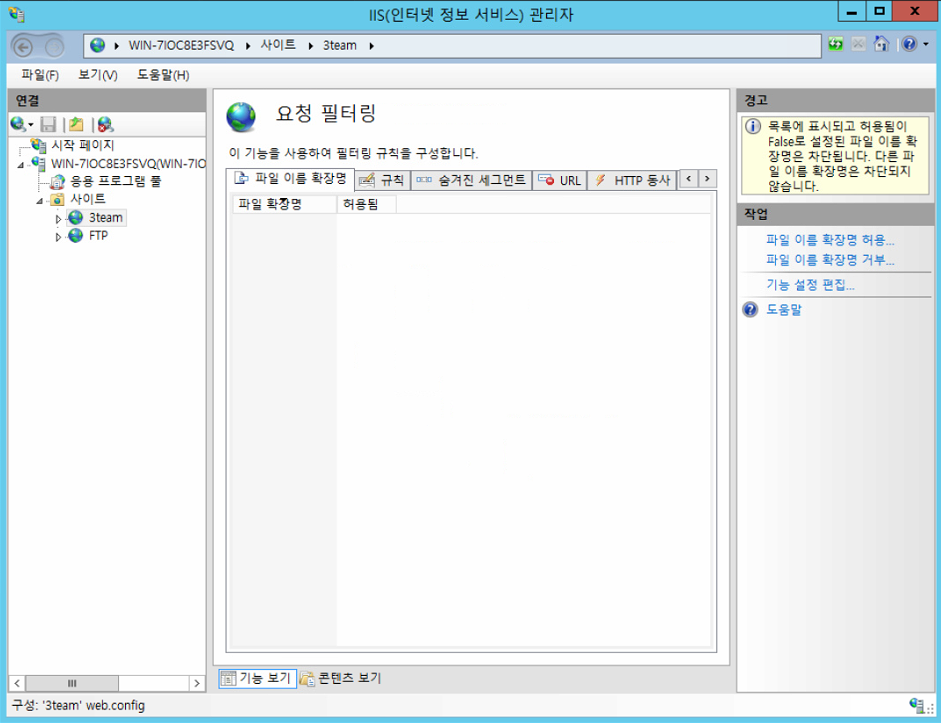 IIS(인터넷 정보 서비스) 관리자
WIN-7IOC8E3FSVQ 사이트 3team
파일(F) 보기(V) 도움말(H)
연결
시작 페이지
WIN-7IOC8E3FSVQ(WIN-7IO
응용 프로그램 풀
사이트
3team
FTP
요청 필터링
이 기능을 사용하여 필터링 규칙을 구성합니다.
파일 이름 확장명 규칙 숨겨진 세그먼트 URL HTTP 동사
파일 확장명 허용됨
경고
목록에 표시되고 허용됨이
False로 설정된 파일 이름 확
장명은 차단됩니다. 다른 파
일 이름 확장명은 차단되지
않습니다.
작업
파일 이름 확장명 허용...
파일 이름 확장명 거부...
기능 설정 편집...
도움말
기능 보기 콘텐츠 보기
구성: '3team' web.config